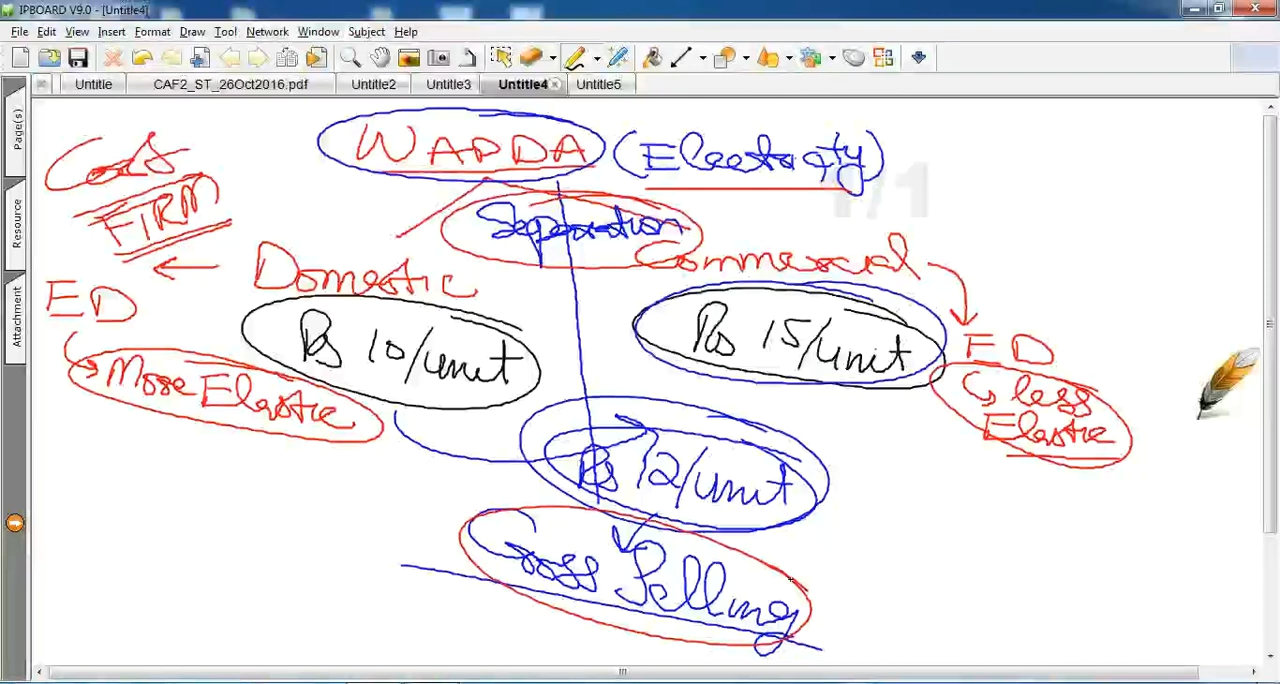 IPBOARD V9.0 - [Untitle4]
File Edit View Insert Format Draw Tool Network Window Subject Help
Untitle CAF2_ST_26Oct2016.pdf Untitle2 Untitle3 Untitle4 Untitle5
Page(s)
Resource
Attachment
1/1
WAPDA (Electricity)
FIRM
Separation
Domestic
Commercial
ED
Rs 10/unit
Rs 15/unit
ED
More Elastic
less
Elastic
Rs 12/unit
Cross Selling